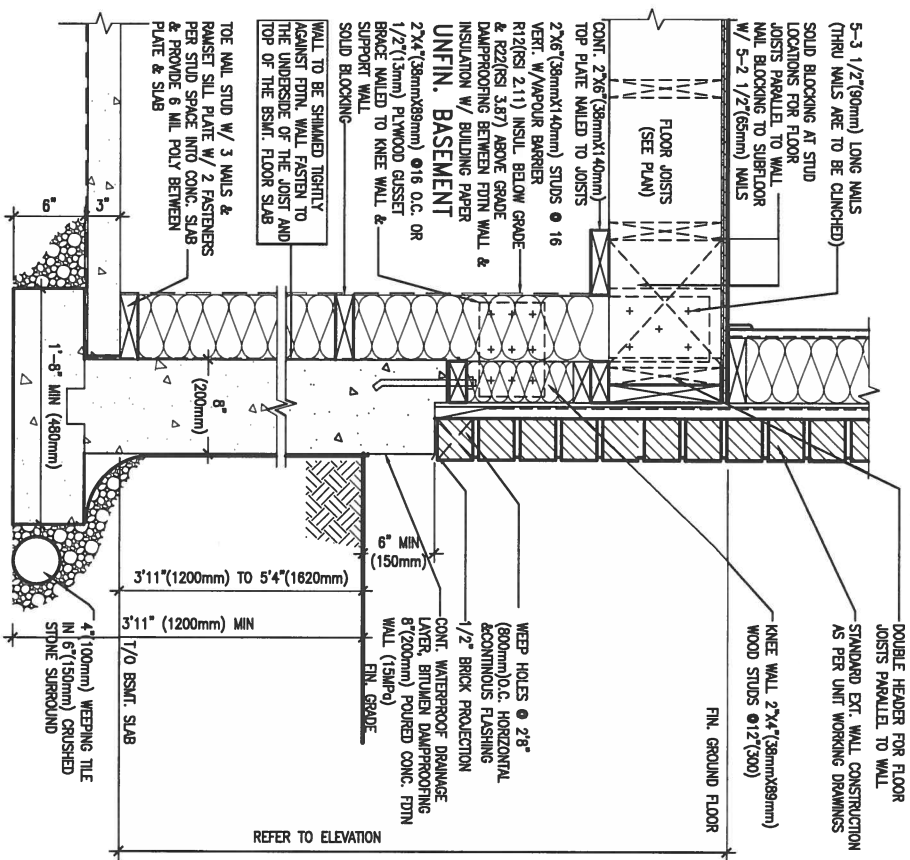 5-3 1/2"(90mm) LONG NAILS
(THRU NAILS ARE TO BE CLINCHED)
SOLID BLOCKING AT STUD
LOCATIONS FOR FLOOR
JOISTS PARALLEL TO WALL
NAIL BLOCKING TO SUBFLOOR
W/ 5-2 1/2"(65mm) NAILS
FLOOR JOISTS
(SEE PLAN)
CONT. 2"X6"(38mmX140mm)
TOP PLATE NAILED TO JOISTS
2"X6"(38mmX140mm) STUDS @ 16
VERT. W/VAPOUR BARRIER
R12(RSI 2.11) INSUL BELOW GRADE
& R22(RSI 3.87) ABOVE GRADE
DAMPROOFING BETWEEN FDTN WALL &
INSULATION W/ BUILDING PAPER
UNFIN. BASEMENT
2"X4"(38mmX89mm) @16 O.C. OR
1/2"(13mm) PLYWOOD GUSSET
BRACE NAILED TO KNEE WALL &
SUPPORT WALL
SOLID BLOCKING
WALL TO BE SHIMMED TIGHTLY
AGAINST FDTN. WALL FASTEN TO
THE UNDERSIDE OF THE JOIST AND
TOP OF THE BSMT. FLOOR SLAB
TOE NAIL STUD W/ 3 NAILS &
RAMSET SILL PLATE W/ 2 FASTENERS
PER STUD SPACE INTO CONC. SLAB
& PROVIDE 6 MIL POLY BETWEEN
PLATE & SLAB
3"
6"
8"
(200mm)
1'-8" MIN (480mm)
DOUBLE HEADER FOR FLOOR
JOISTS PARALLEL TO WALL
STANDARD EXT. WALL CONSTRUCTION
AS PER UNIT WORKING DRAWINGS
KNEE WALL 2"X4"(38mmX89mm)
WOOD STUDS @12"(300)
FIN. GROUND FLOOR
WEEP HOLES @ 2'8"
(800mm)O.C. HORIZONTAL
&CONTINOUS FLASHING
1/2" BRICK PROJECTION
CONT. WATERPROOF DRAINAGE
LAYER, BITUMEN DAMPPROOFING
8"(200mm) POURED CONC. FDTN
WALL (15MPa)
6" MIN
(150mm)
FIN. GRADE
3'11"(1200mm) TO 5'4"(1620mm)
3'11" (1200mm) MIN
T/O BSMT. SLAB
4"(100mm) WEEPING TILE
IN 6"(150mm) CRUSHED
STONE SURROUND
REFER TO ELEVATION